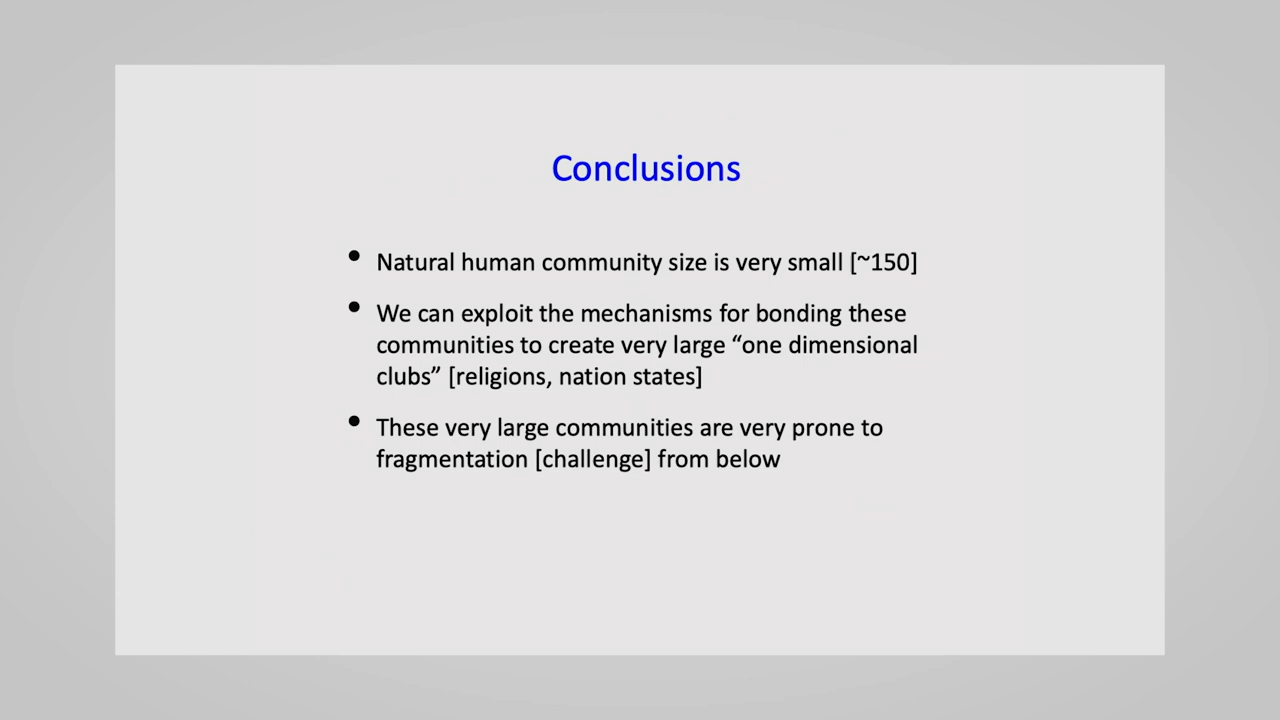 Conclusions
• Natural human community size is very small [~150]
• We can exploit the mechanisms for bonding these
communities to create very large “one dimensional
clubs” [religions, nation states]
• These very large communities are very prone to
fragmentation [challenge] from below